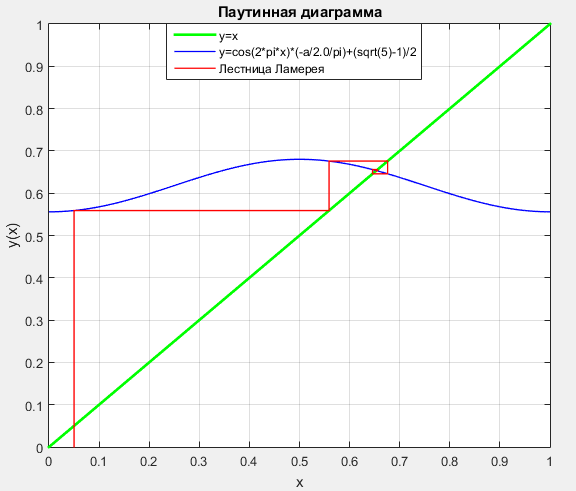 Паутинная диаграмма
y=x
y=cos(2*pi*x)*(-a/2.0/pi)+(sqrt(5)-1)/2
Лестница Ламерея
1
0.9
0.8
0.7
0.6
0.5
0.4
0.3
0.2
0.1
0
y(x)
0 0.1 0.2 0.3 0.4 0.5 0.6 0.7 0.8 0.9 1
x